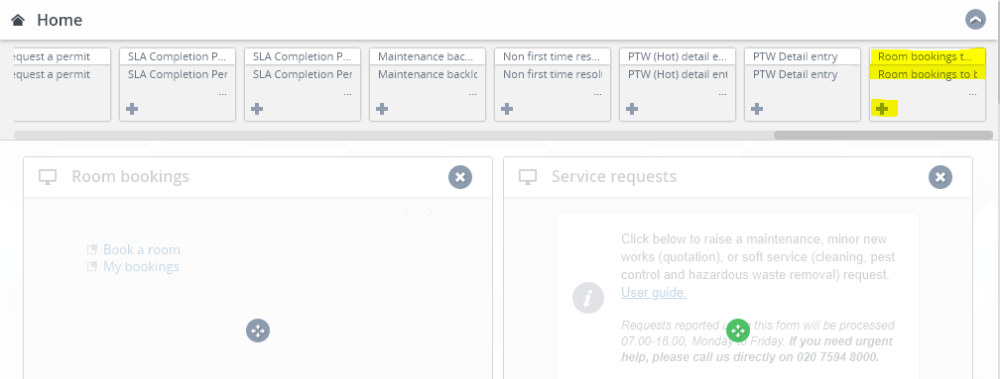 Home
equest a permit
equest a permit
SLA Completion P...
SLA Completion Per
...
SLA Completion P...
SLA Completion Per
...
Maintenance bac...
Maintenance backlo
...
Non first time res...
Non first time resol
...
PTW (Hot) detail e...
PTW (Hot) detail ent
PTW Detail entry
PTW Detail entry
Room bookings t...
Room bookings to b
...
Room bookings
Book a room
My bookings
Service requests
Click below to raise a maintenance, minor new
works (quotation), or soft service (cleaning, pest
control and hazardous waste removal) request.
User guide.
Requests reported this form will be processed
07.00-18.00, Monday to Friday. If you need urgent
help, please call us directly on 020 7594 8000.